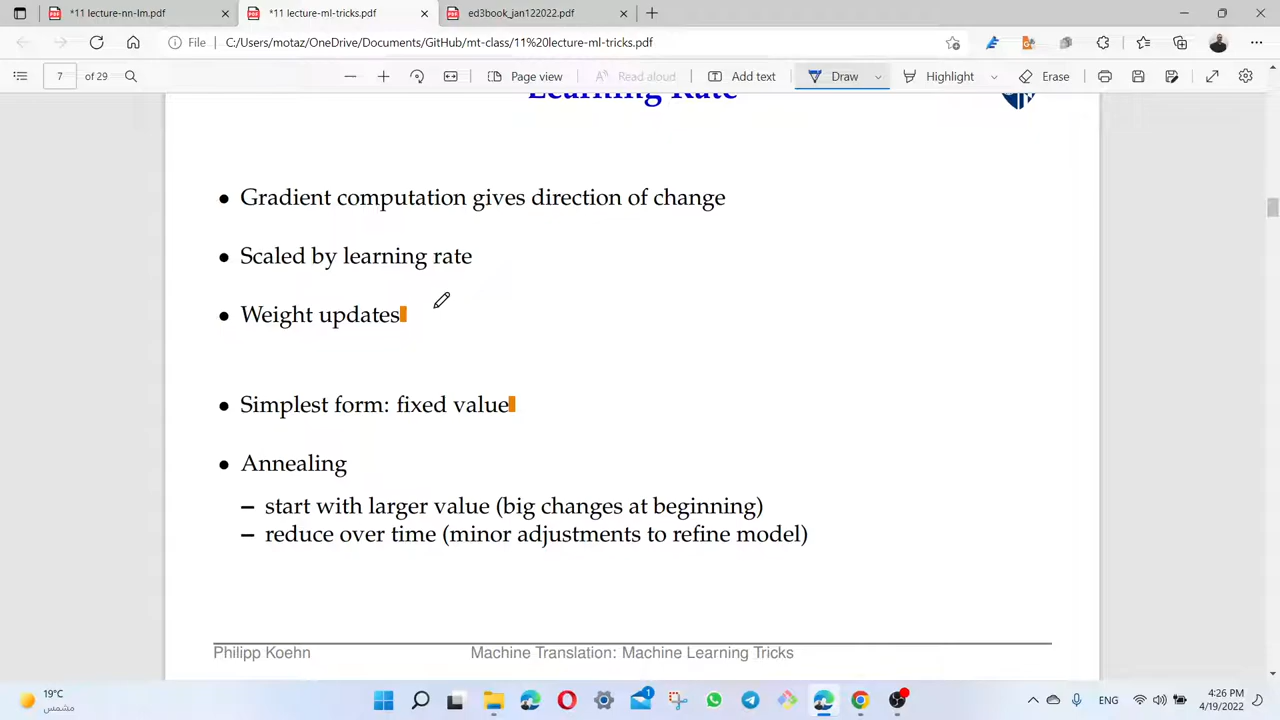 *11 lecture-nn-lm.pdf
*11 lecture-ml-tricks.pdf
ed3book_jan122022.pdf
File
C:/Users/motaz/OneDrive/Documents/GitHub/mt-class/11%20lecture-ml-tricks.pdf
7 of 29
Page view
Read aloud
Add text
Draw
Highlight
Erase
Learning Rate
• Gradient computation gives direction of change
• Scaled by learning rate
• Weight updates
• Simplest form: fixed value
• Annealing
– start with larger value (big changes at beginning)
– reduce over time (minor adjustments to refine model)
Philipp Koehn
Machine Translation: Machine Learning Tricks
19°C
مشمس
1
ENG
4:26 PM
4/19/2022